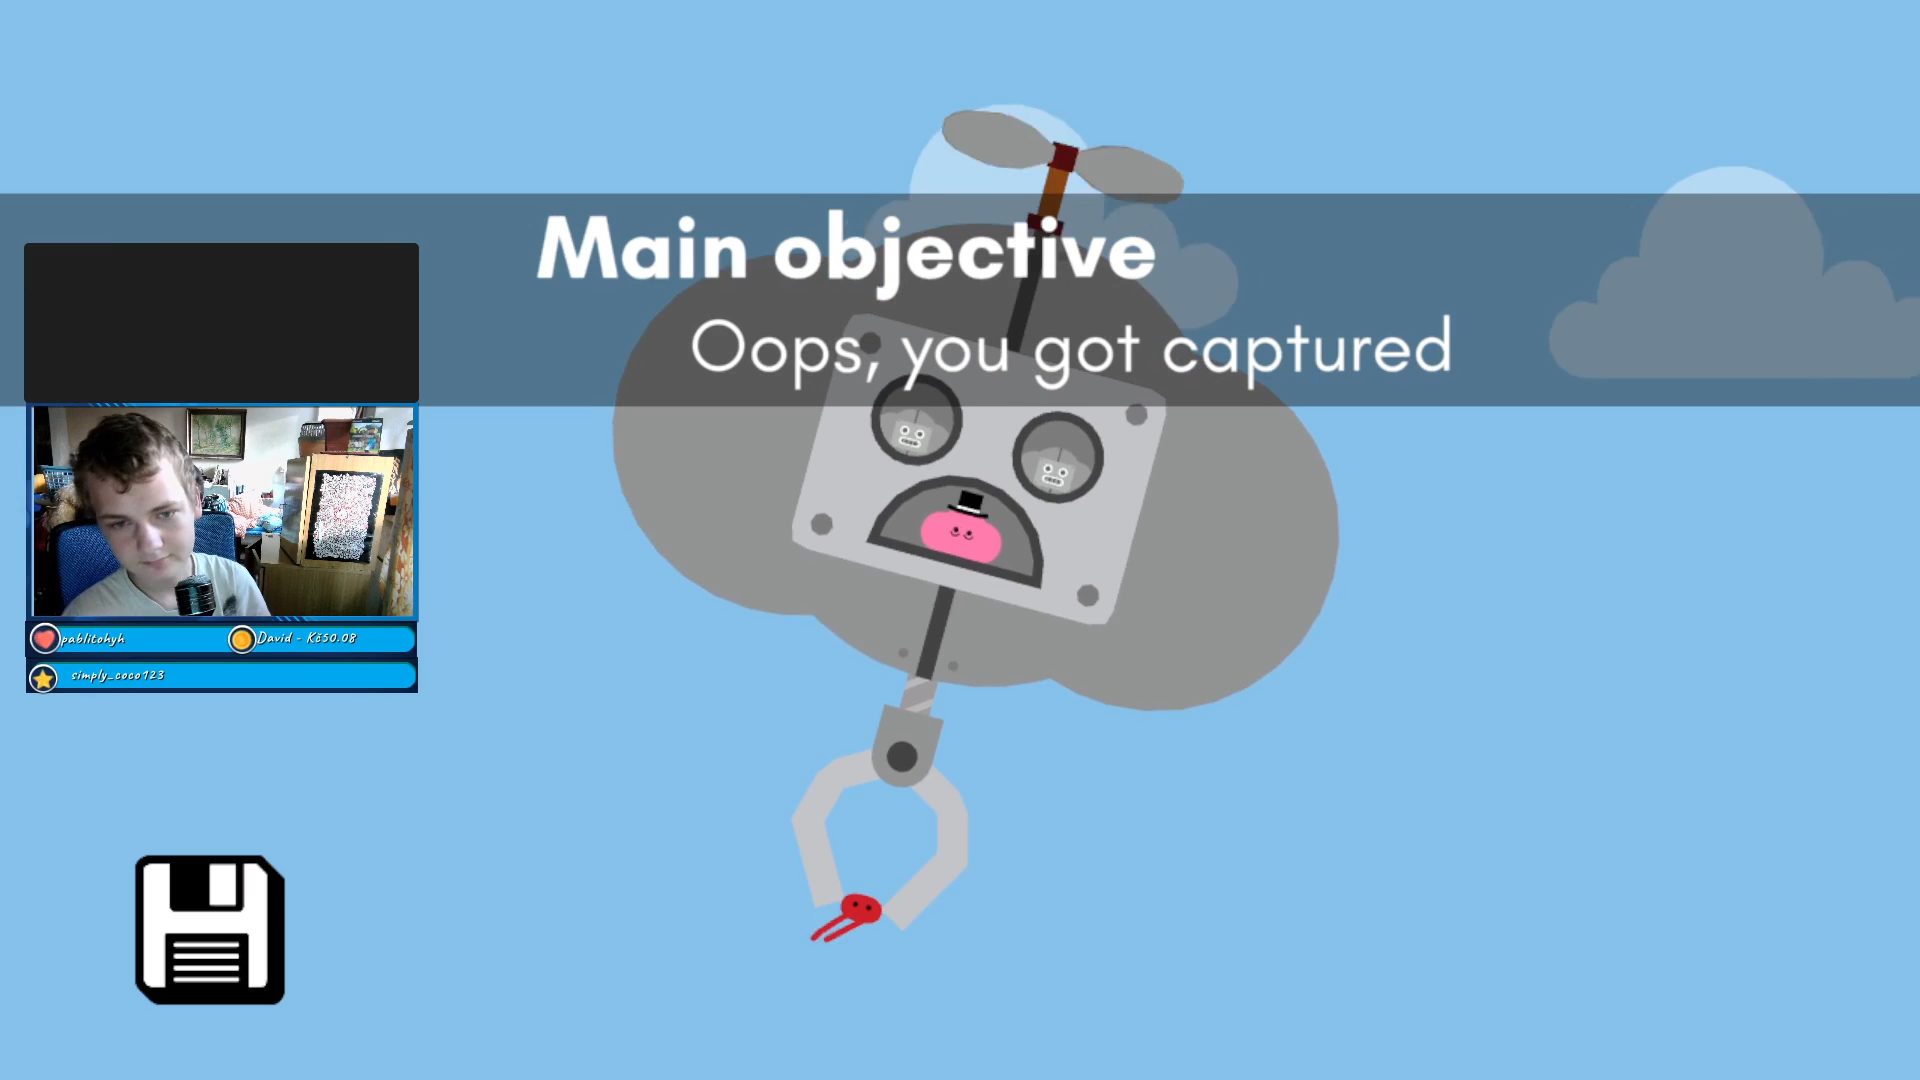 Main objective
Oops, you got captured
pablitohyh
David - Kč50.08
simply_coco123